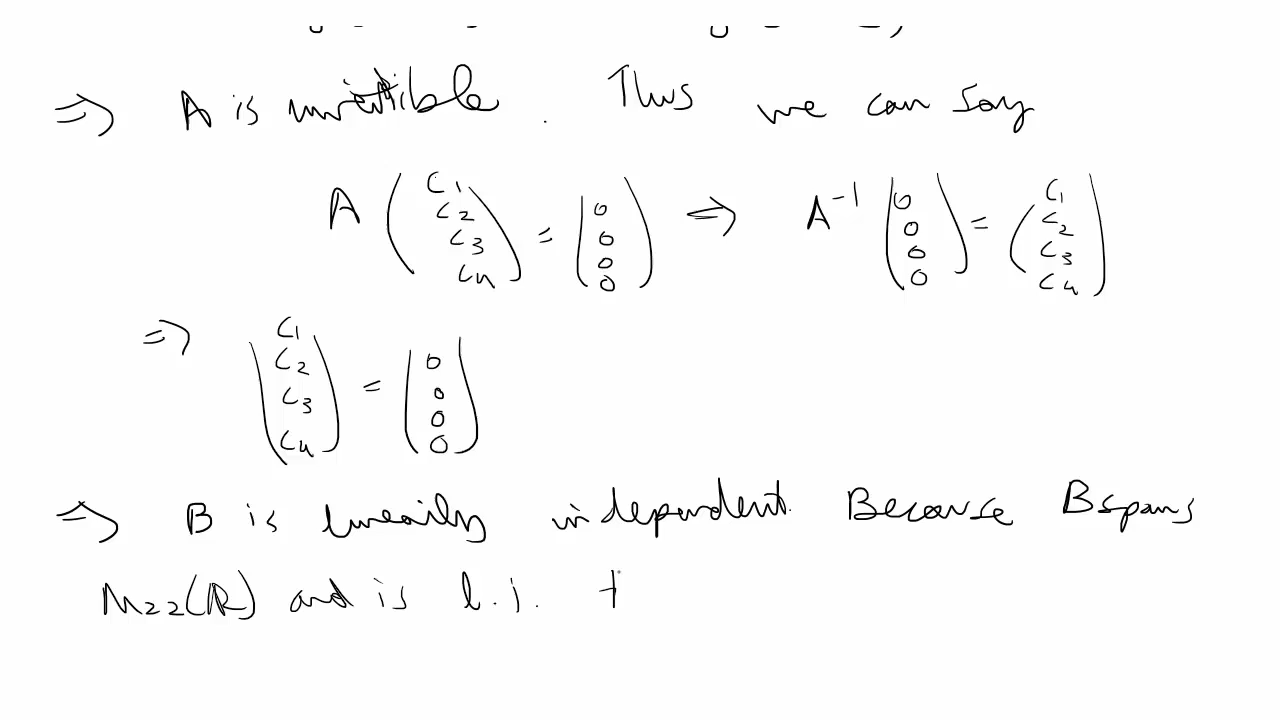 ⇒ A is invertible. Thus we can say
A (c1 c2 c3 c4) = (0 0 0 0) ⇔ A^-1 (0 0 0 0) = (c1 c2 c3 c4)
⇒ (c1 c2 c3 c4) = (0 0 0 0)
⇒ B is linearly independent. Because B spans
M22(ℝ) and is l.i. t